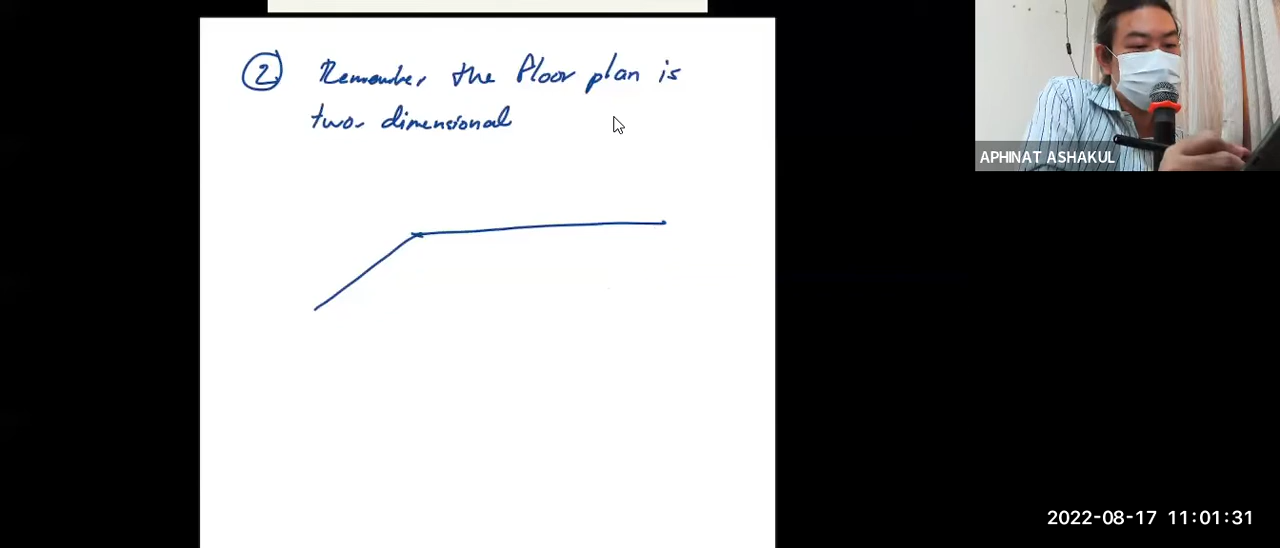 ② Remember the floor plan is
two-dimensional
APHINAT ASHAKUL
2022-08-17 11:01:31